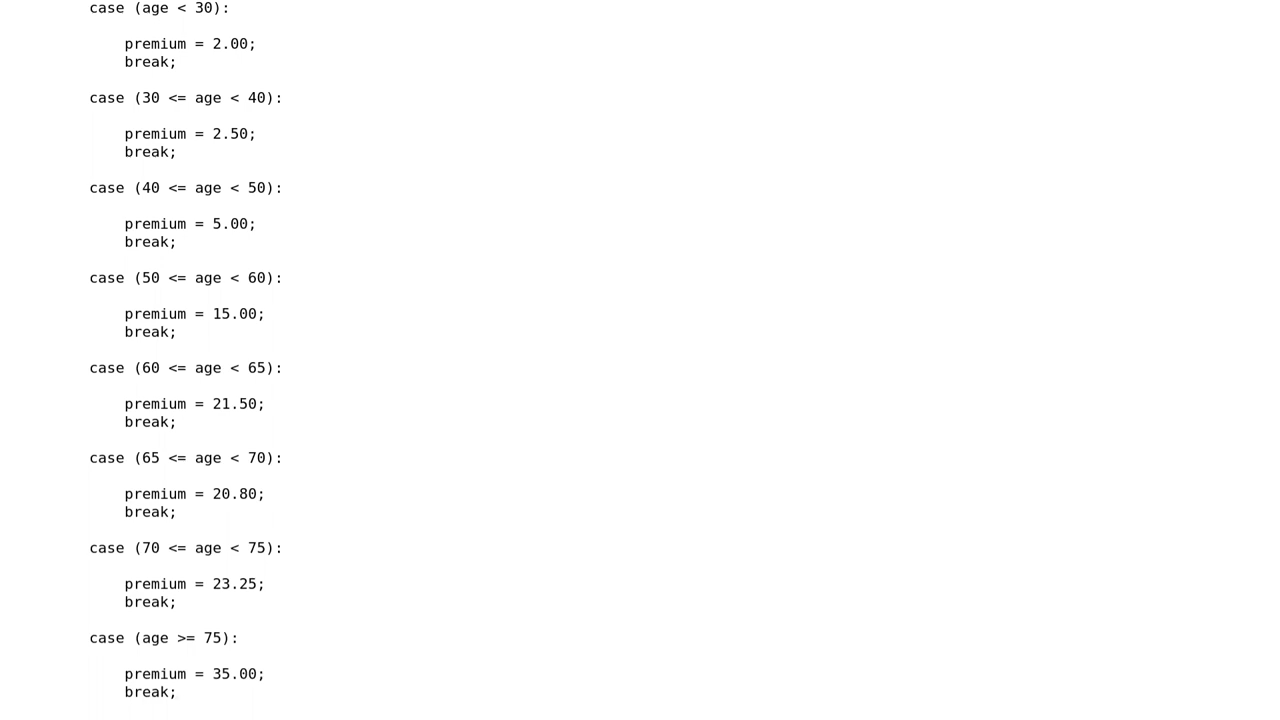 case (age < 30):
premium = 2.00;
break;
case (30 <= age < 40):
premium = 2.50;
break;
case (40 <= age < 50):
premium = 5.00;
break;
case (50 <= age < 60):
premium = 15.00;
break;
case (60 <= age < 65):
premium = 21.50;
break;
case (65 <= age < 70):
premium = 20.80;
break;
case (70 <= age < 75):
premium = 23.25;
break;
case (age >= 75):
premium = 35.00;
break;